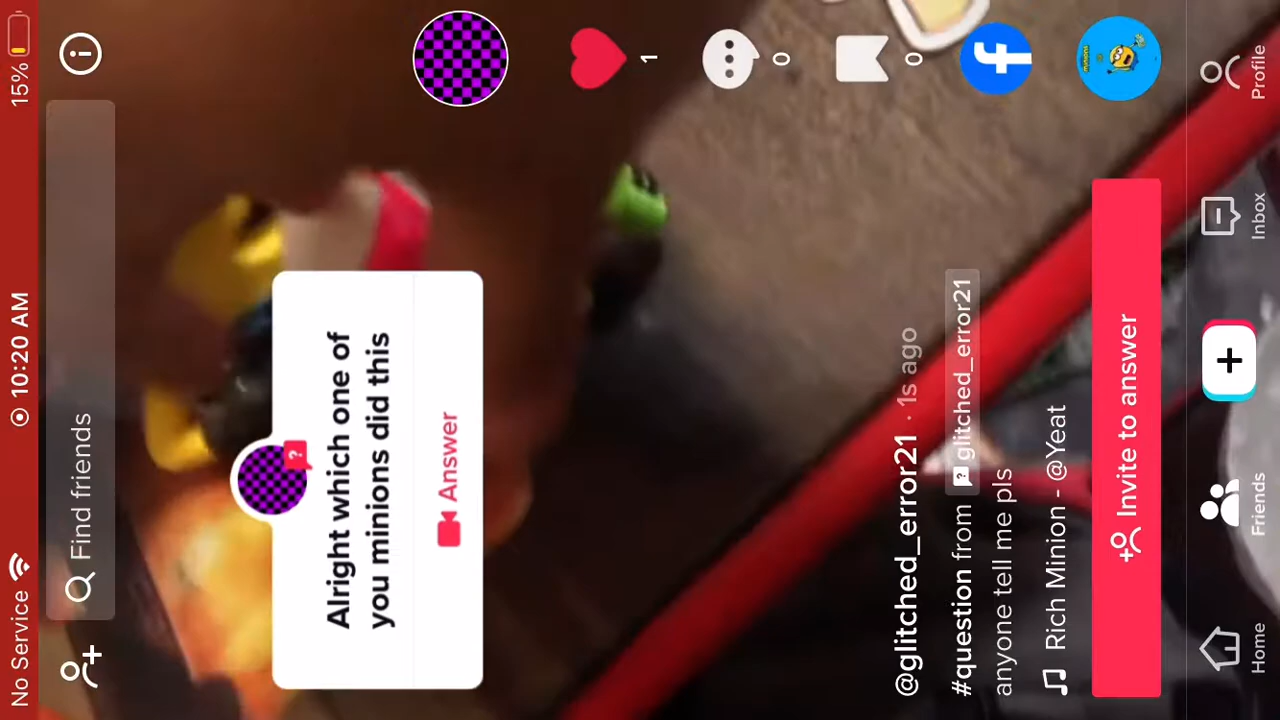 No Service 10:20 AM 15%
Find friends
Alright which one of
you minions did this
Answer
1
0
0
@glitched_error21 · 1s ago
#question from glitched_error21
anyone tell me pls
Rich Minion - @Yeat
Invite to answer
Home Friends Inbox Profile